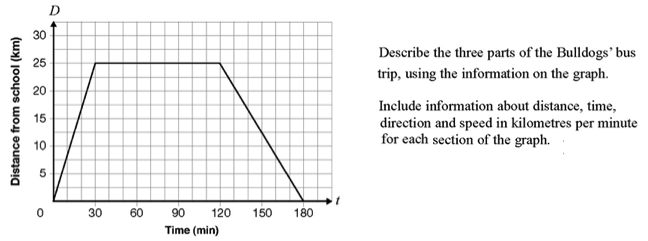 D
30
25
20
15
10
5
0
30 60 90 120 150 180
t
Time (min)
Distance from school (km)
Describe the three parts of the Bulldogs' bus
trip, using the information on the graph.
Include information about distance, time,
direction and speed in kilometres per minute
for each section of the graph.